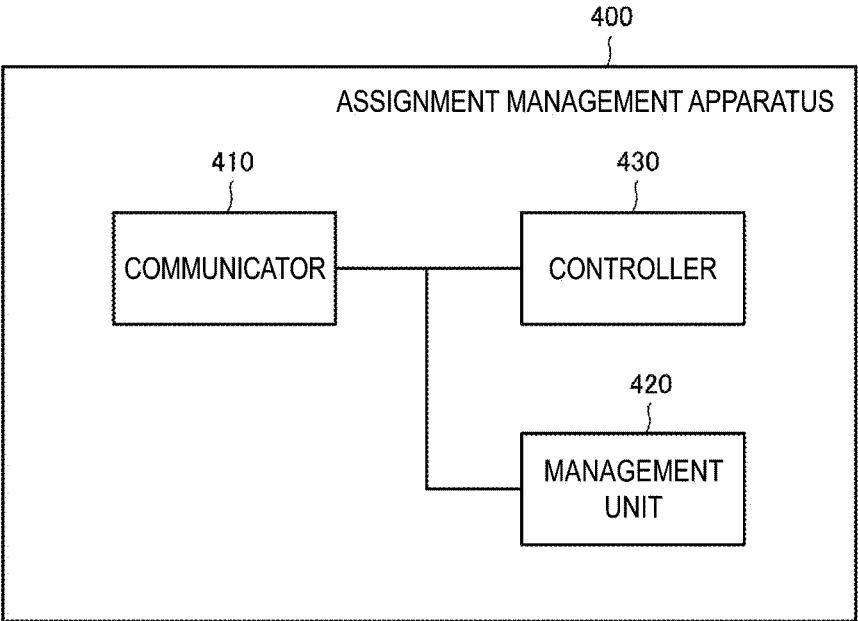 400
ASSIGNMENT MANAGEMENT APPARATUS
410
430
COMMUNICATOR
CONTROLLER
420
MANAGEMENT
UNIT